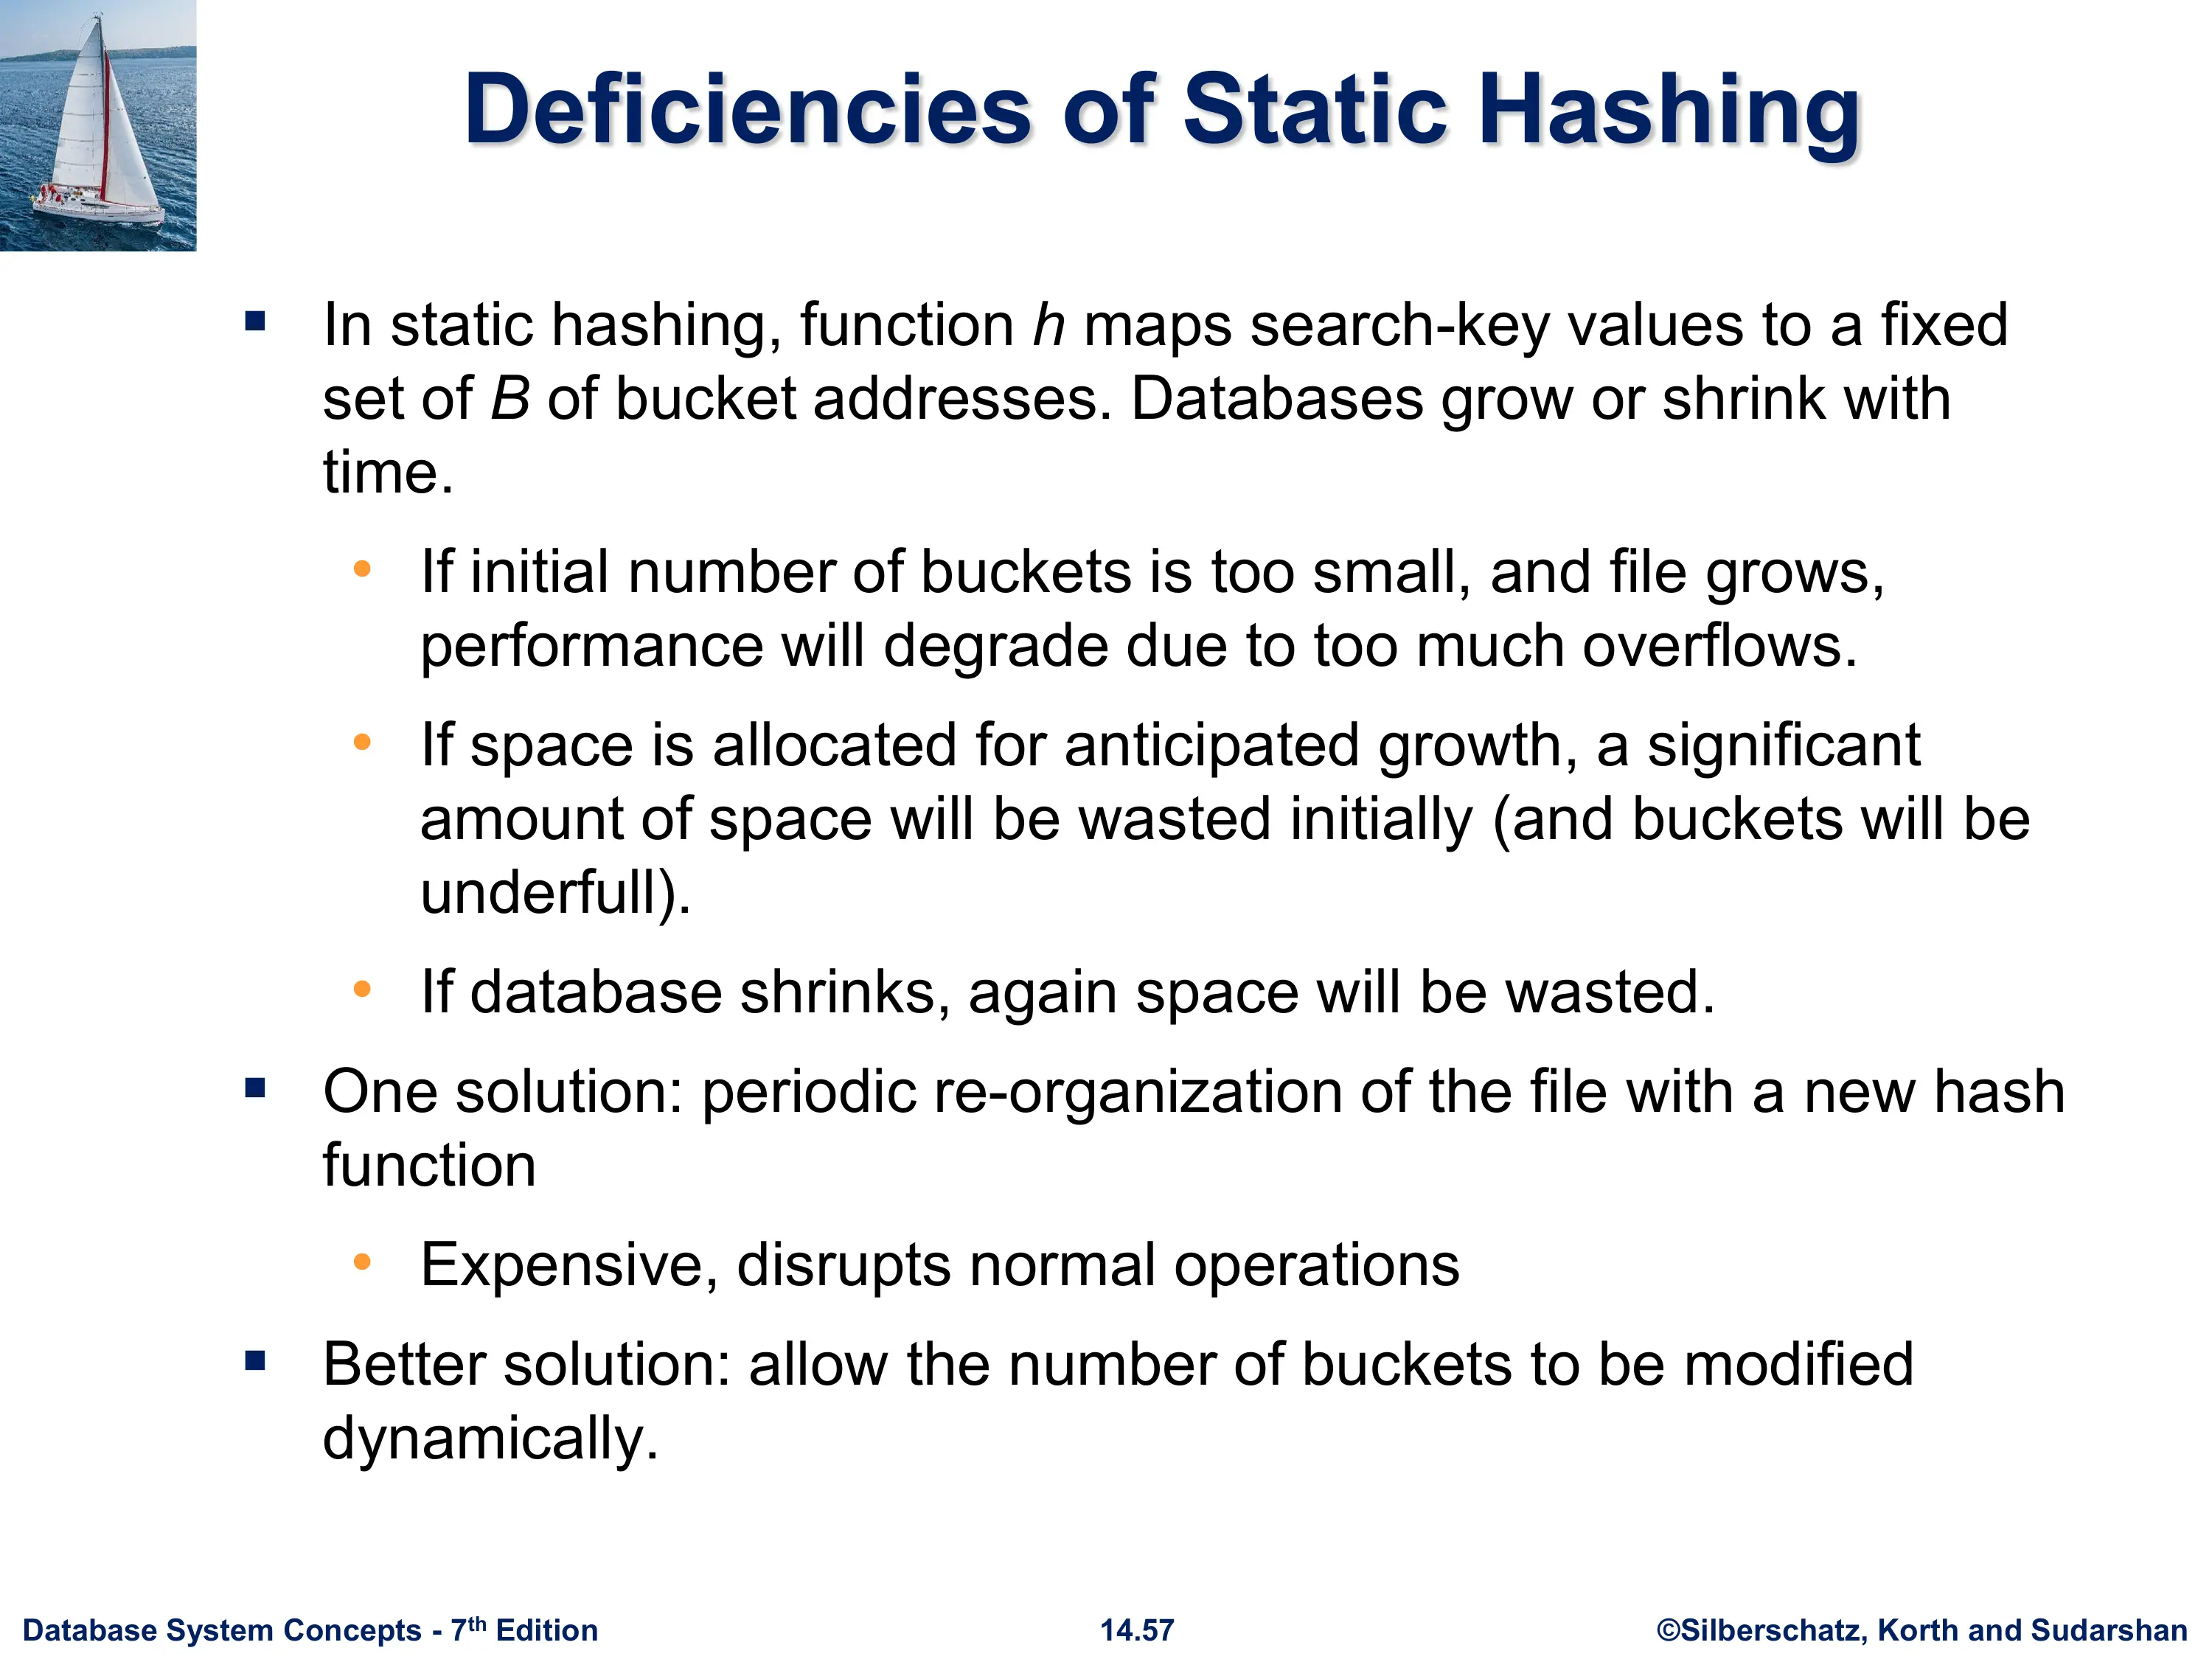 Deficiencies of Static Hashing
▪ In static hashing, function h maps search-key values to a fixed
set of B of bucket addresses. Databases grow or shrink with
time.
• If initial number of buckets is too small, and file grows,
performance will degrade due to too much overflows.
• If space is allocated for anticipated growth, a significant
amount of space will be wasted initially (and buckets will be
underfull).
• If database shrinks, again space will be wasted.
▪ One solution: periodic re-organization of the file with a new hash
function
• Expensive, disrupts normal operations
▪ Better solution: allow the number of buckets to be modified
dynamically.
Database System Concepts - 7th Edition
14.57
©Silberschatz, Korth and Sudarshan